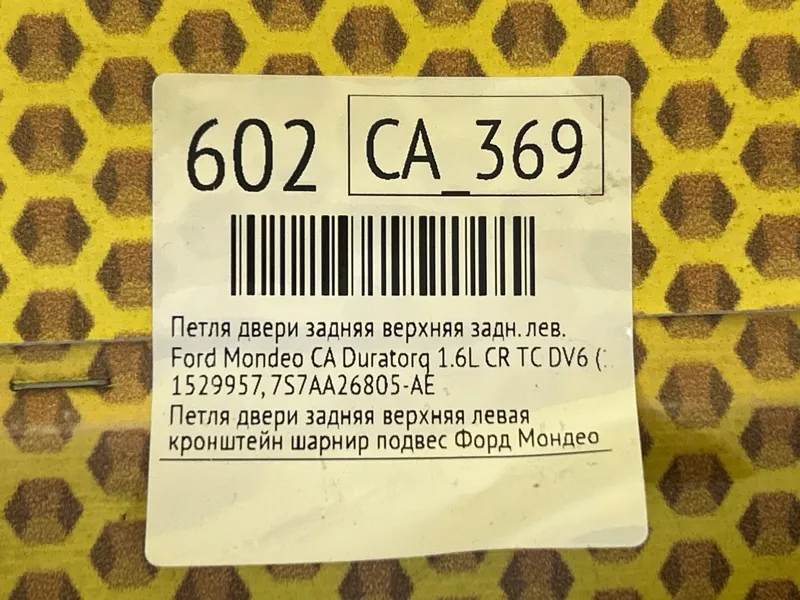 602 CA_369
Петля двери задняя верхняя задн. лев.
Ford Mondeo CA Duratorq 1.6L CR TC DV6 (
1529957, 7S7AA26805-AE
Петля двери задняя верхняя левая
кронштейн шарнир подвес Форд Мондео